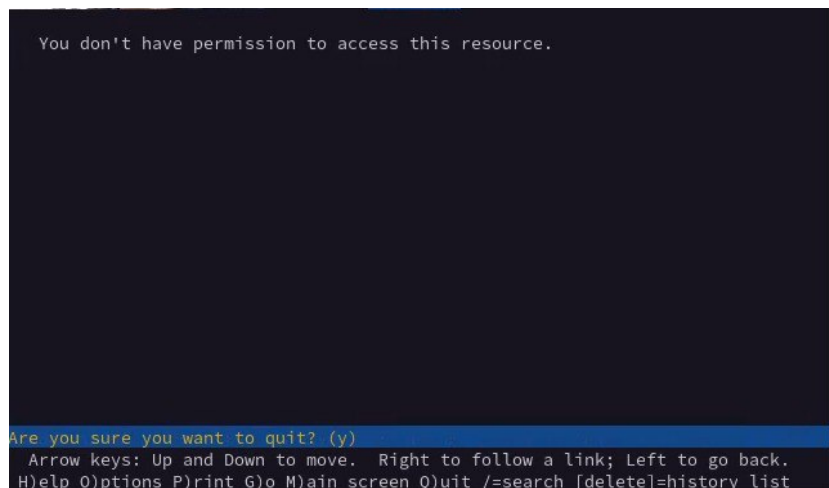 You don't have permission to access this resource.
Are you sure you want to quit? (y)
Arrow keys: Up and Down to move. Right to follow a link; Left to go back.
H)elp O)ptions P)rint G)o M)ain screen Q)uit /=search [delete]=history list